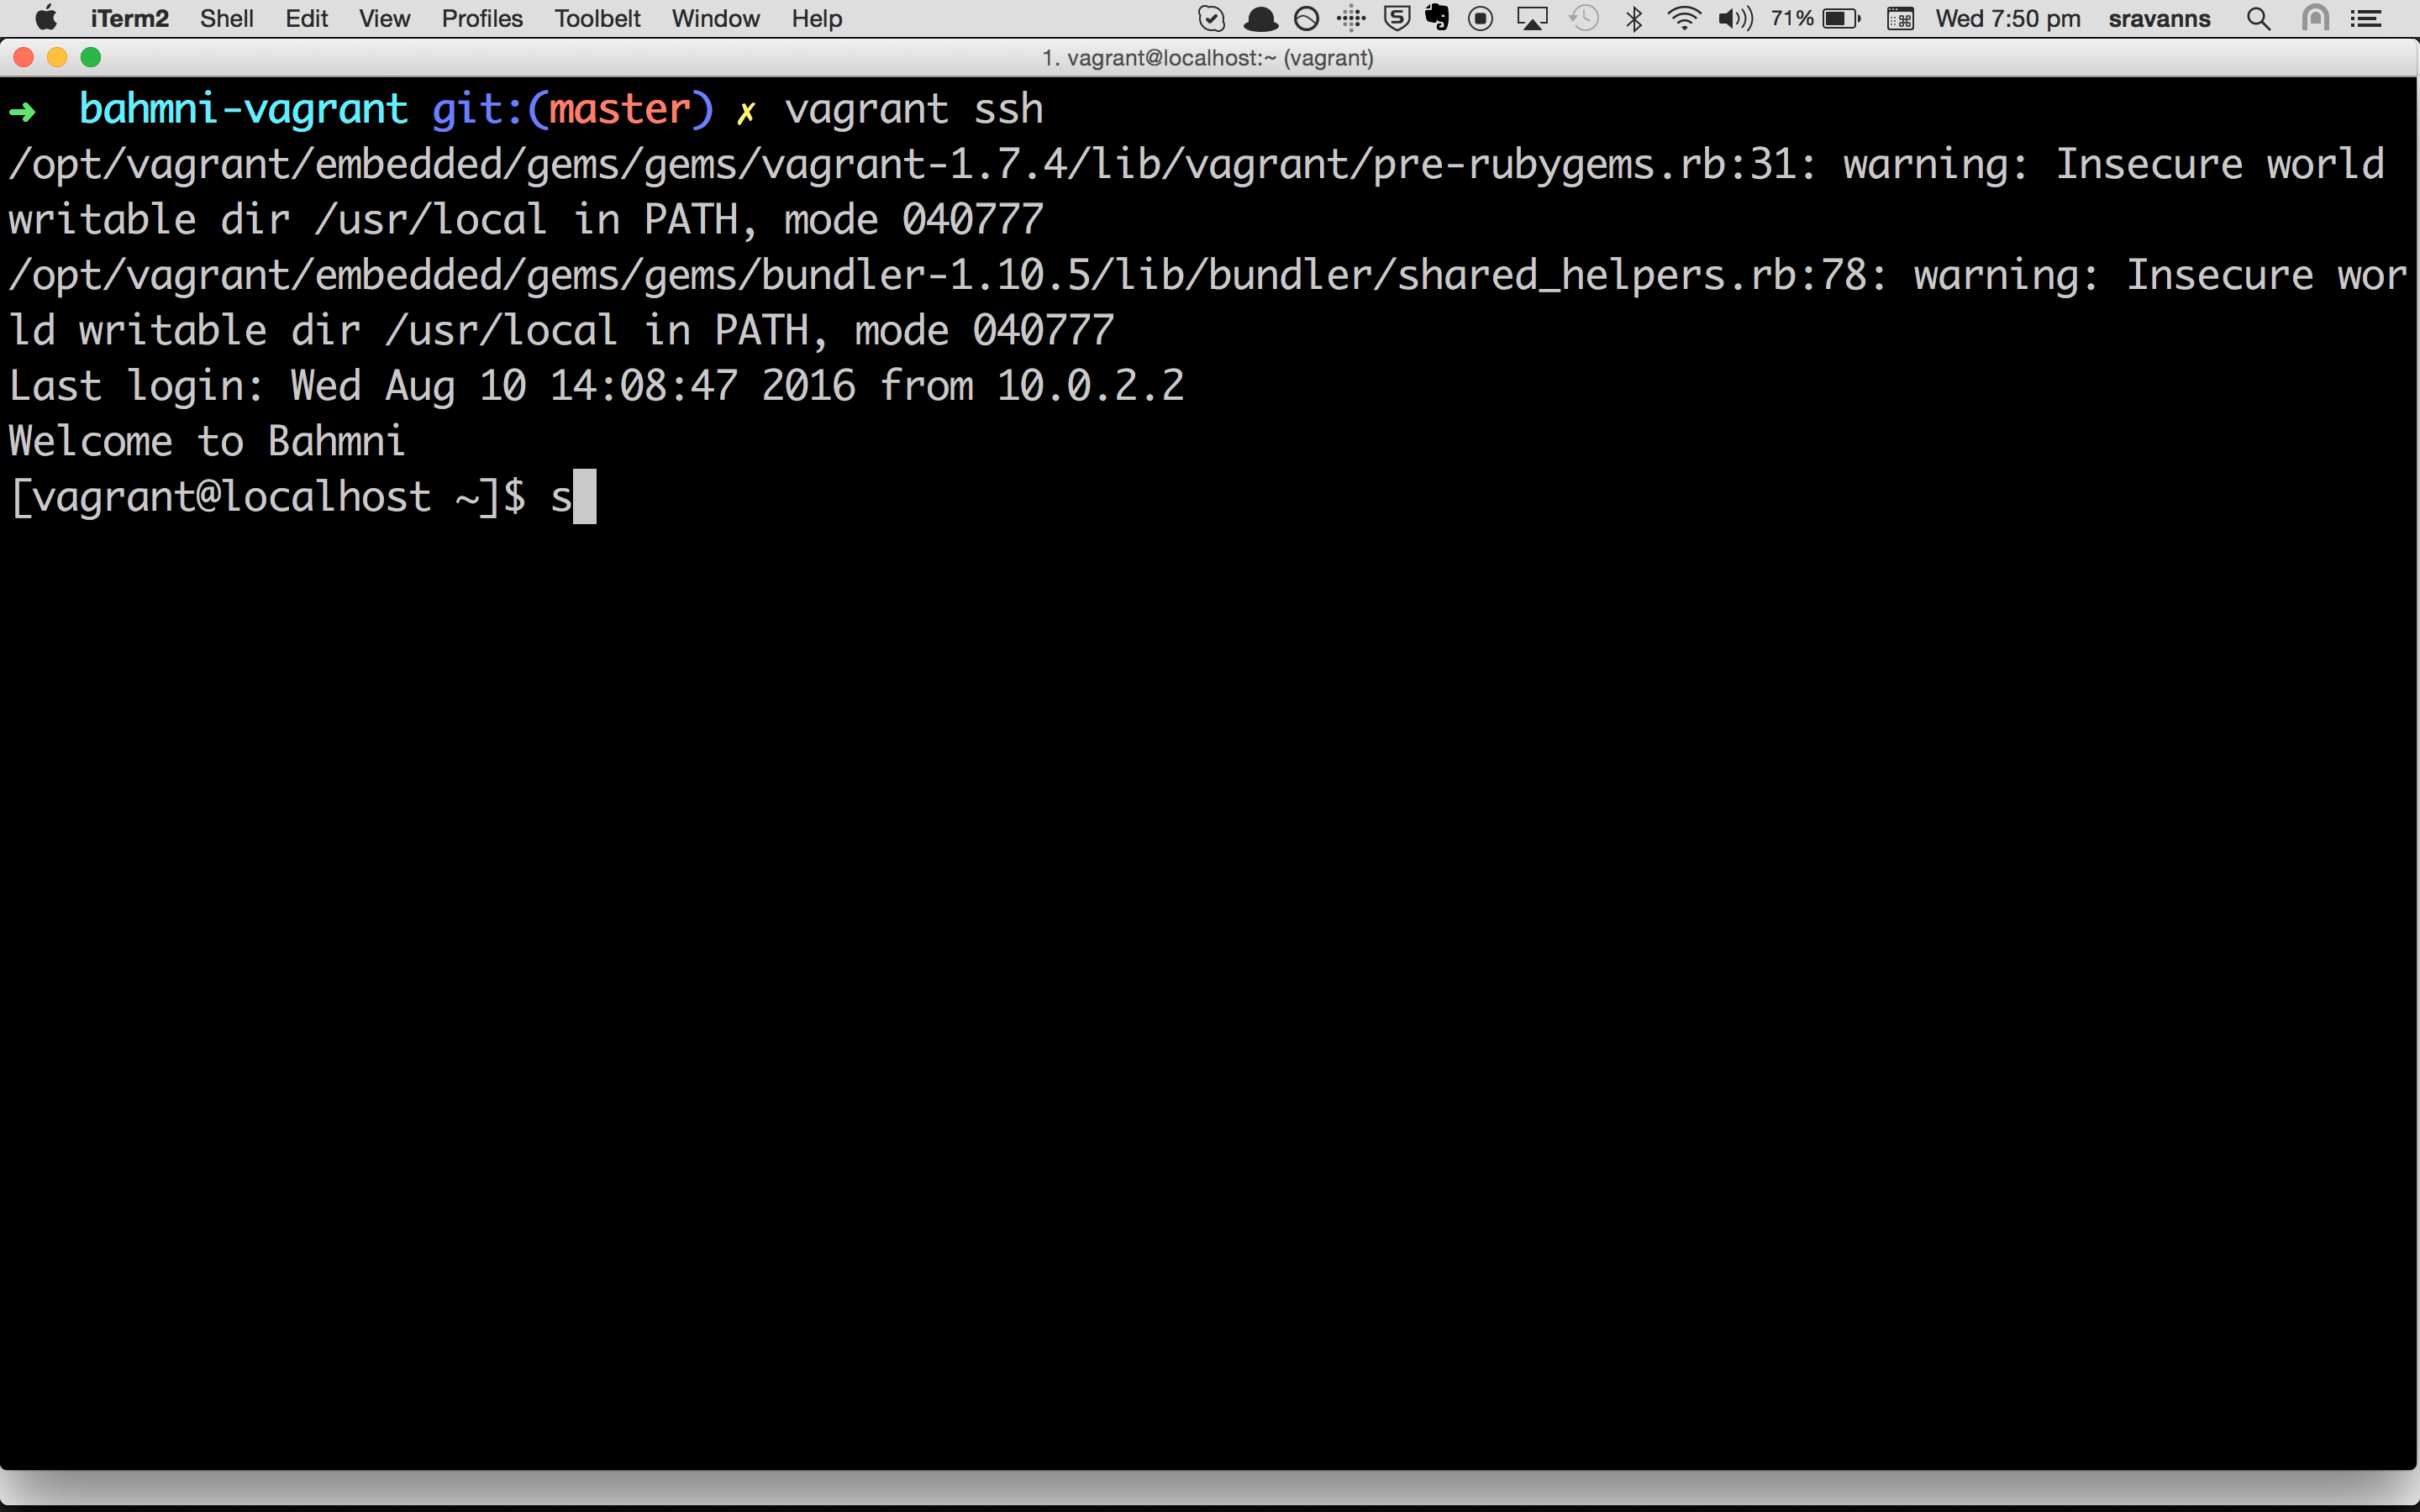 iTerm2 Shell Edit View Profiles Toolbelt Window Help 71% Wed 7:50 pm sravanns
1. vagrant@localhost:~ (vagrant)
➜ bahmni-vagrant git:(master) ✗ vagrant ssh
/opt/vagrant/embedded/gems/gems/vagrant-1.7.4/lib/vagrant/pre-rubygems.rb:31: warning: Insecure world
writable dir /usr/local in PATH, mode 040777
/opt/vagrant/embedded/gems/gems/bundler-1.10.5/lib/bundler/shared_helpers.rb:78: warning: Insecure wor
ld writable dir /usr/local in PATH, mode 040777
Last login: Wed Aug 10 14:08:47 2016 from 10.0.2.2
Welcome to Bahmni
[vagrant@localhost ~]$ s